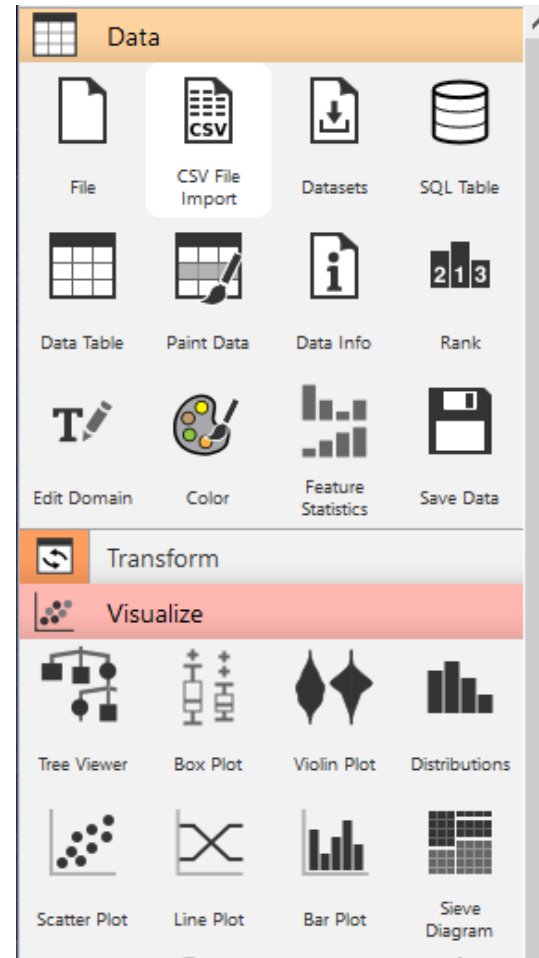 Data
CSV
File
CSV File
Import
Datasets
SQL Table
2 1 3
Data Table
Paint Data
Data Info
Rank
Edit Domain
Color
Feature
Statistics
Save Data
Transform
Visualize
Tree Viewer
Box Plot
Violin Plot
Distributions
Scatter Plot
Line Plot
Bar Plot
Sieve
Diagram